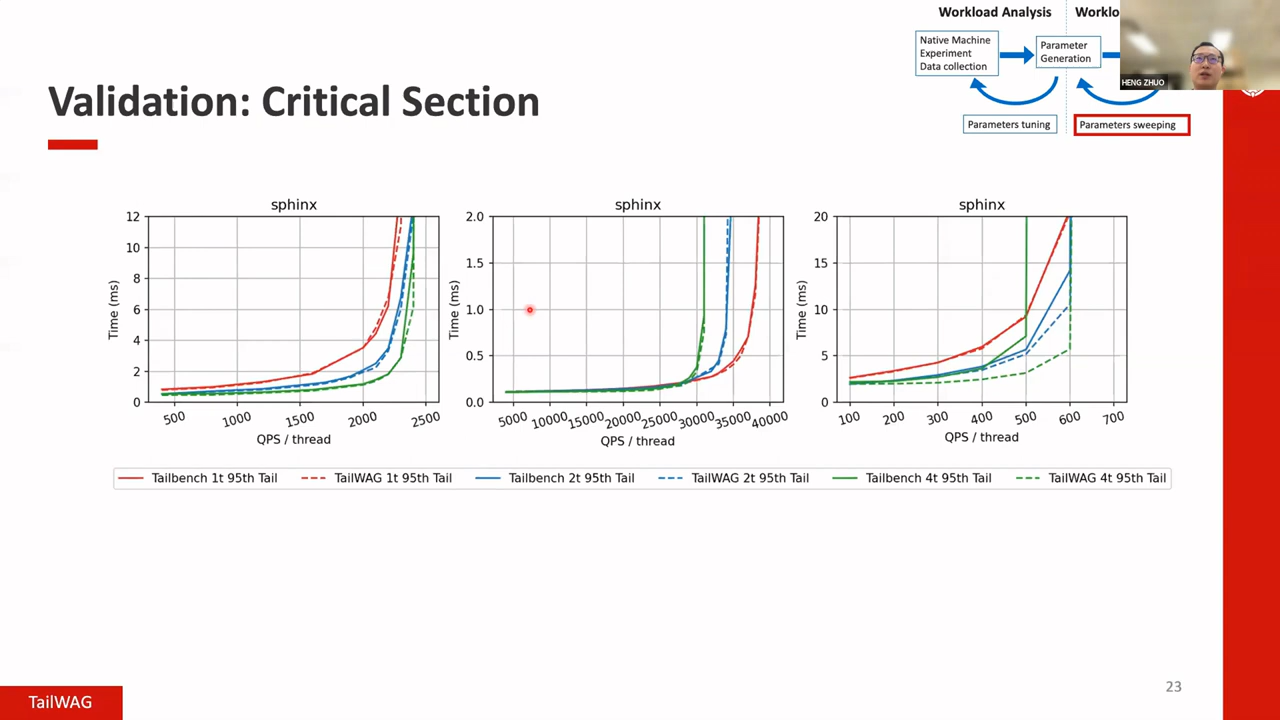 Workload Analysis
Worklo
Native Machine
Experiment
Data collection
Parameter
Generation
Parameters tuning
Parameters sweeping
HENG ZHUO
Validation: Critical Section
sphinx
12
10
8
6
4
2
0
Time (ms)
500
1000
1500
2000
2500
QPS / thread
sphinx
2.0
1.5
1.0
0.5
0.0
Time (ms)
5000
10000
15000
20000
25000
30000
35000
40000
QPS / thread
sphinx
20
15
10
5
0
Time (ms)
100
200
300
400
500
600
700
QPS / thread
Tailbench 1t 95th Tail
TailWAG 1t 95th Tail
Tailbench 2t 95th Tail
TailWAG 2t 95th Tail
Tailbench 4t 95th Tail
TailWAG 4t 95th Tail
TailWAG
23